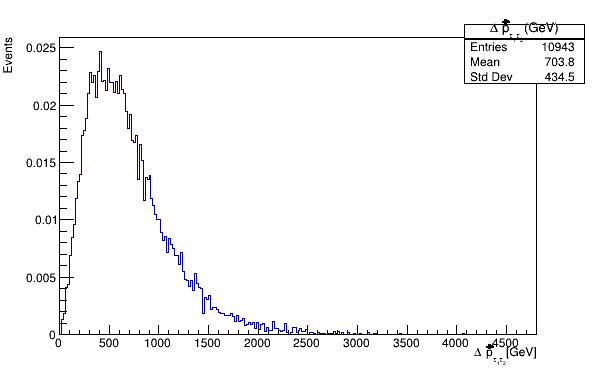 Δ p⃗τ₁τ₂(GeV)
Entries 10943
Mean 703.8
Std Dev 434.5
Events
0.025
0.02
0.015
0.01
0.005
0
0 500 1000 1500 2000 2500 3000 3500 4000 4500
Δ p⃗τ₁τ₂[GeV]